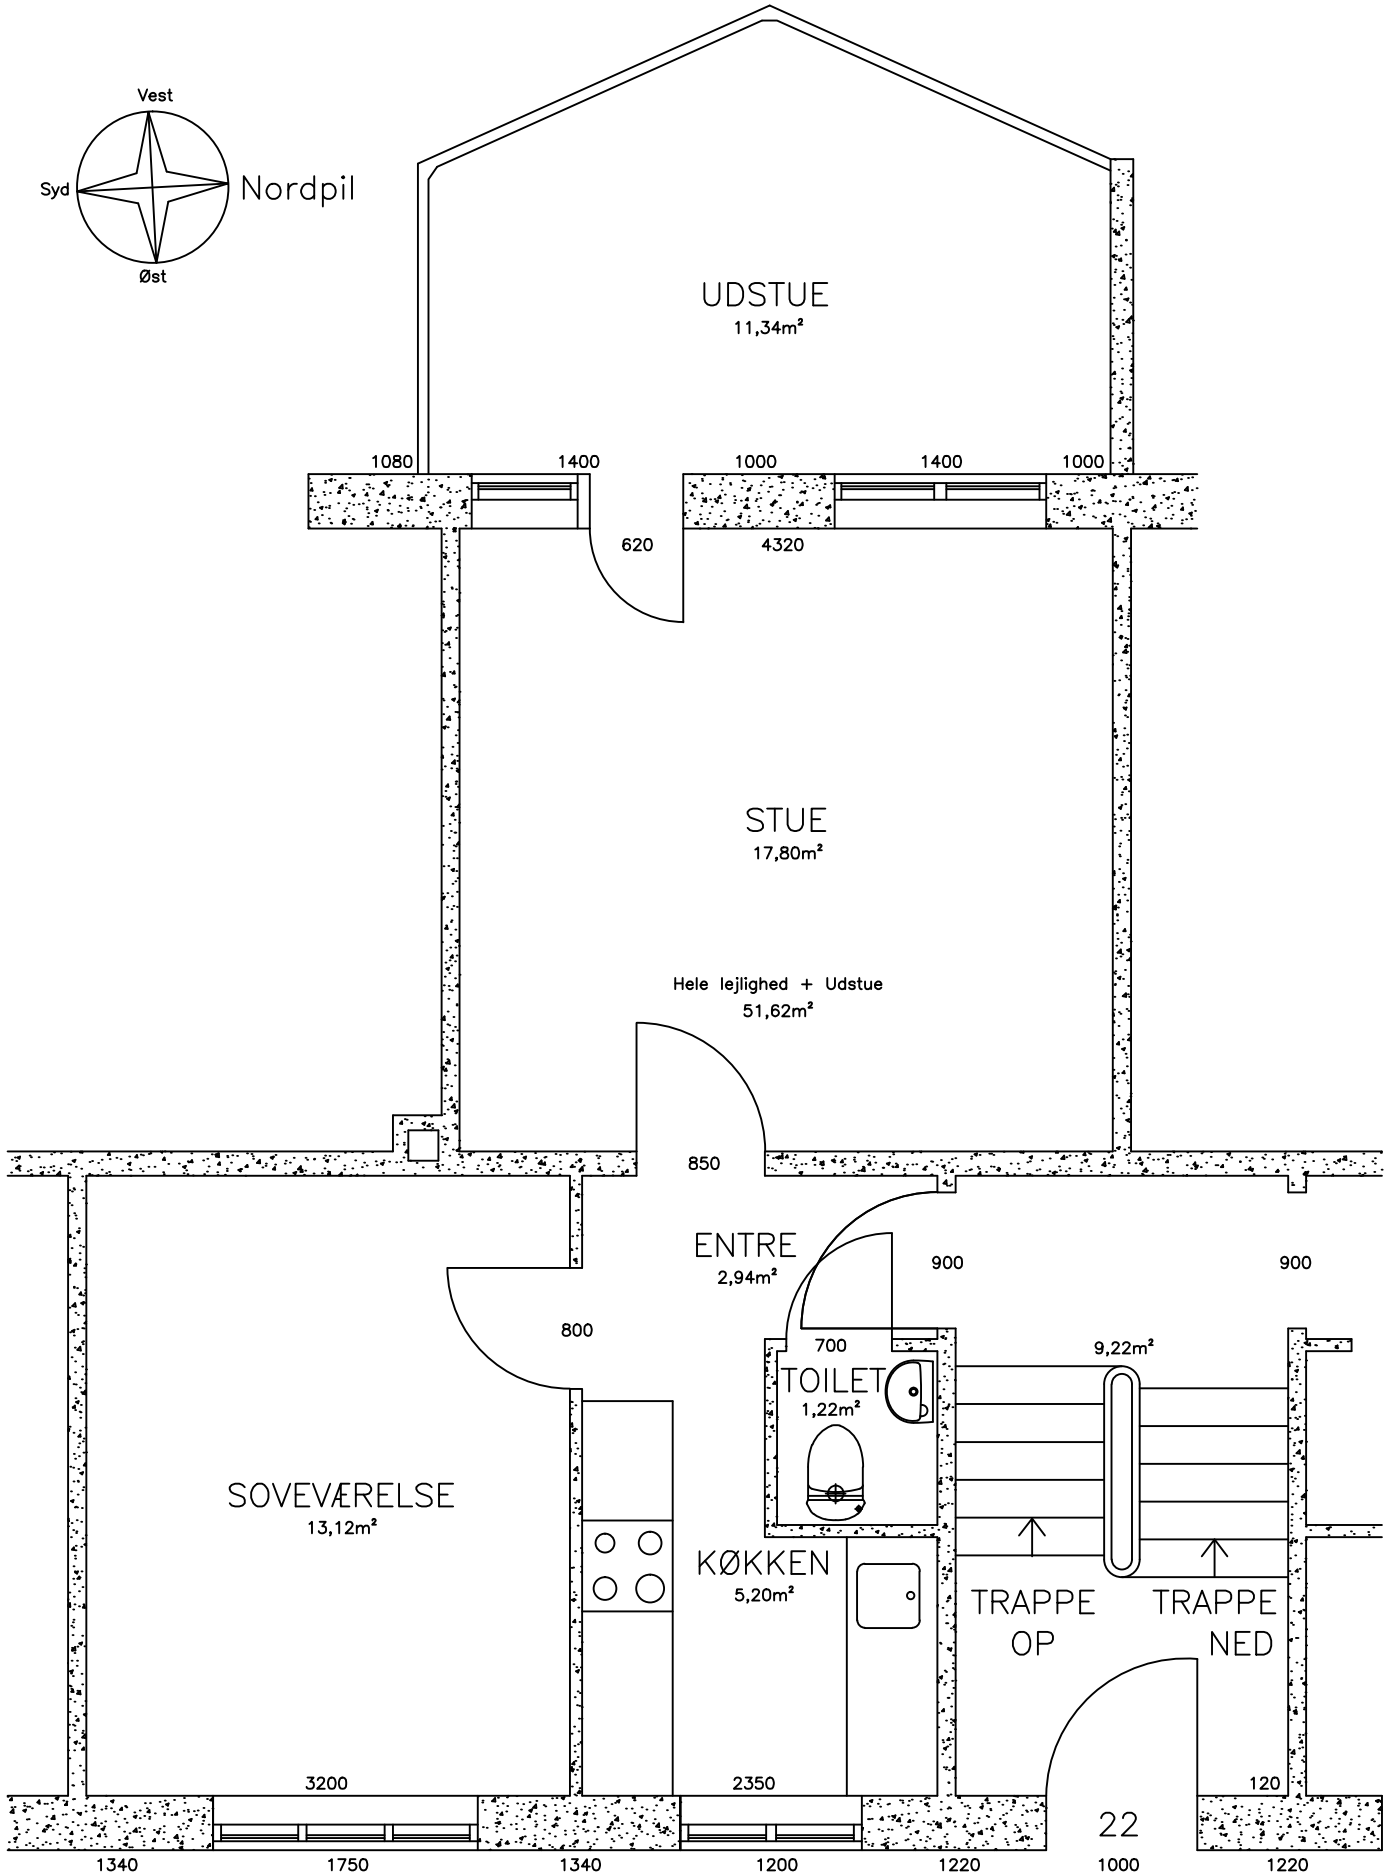 Vest
Syd
Nordpil
Øst
UDSTUE
11,34m²
1080
1400
1000
1400
1000
620
4320
STUE
17,80m²
Hele lejlighed + Udstue
51,62m²
850
ENTRE
2,94m²
900
900
800
700
9,22m²
TOILET
1,22m²
SOVEVÆRELSE
13,12m²
KØKKEN
5,20m²
TRAPPE
OP
TRAPPE
NED
3200
2350
120
22
1340
1750
1340
1200
1220
1000
1220